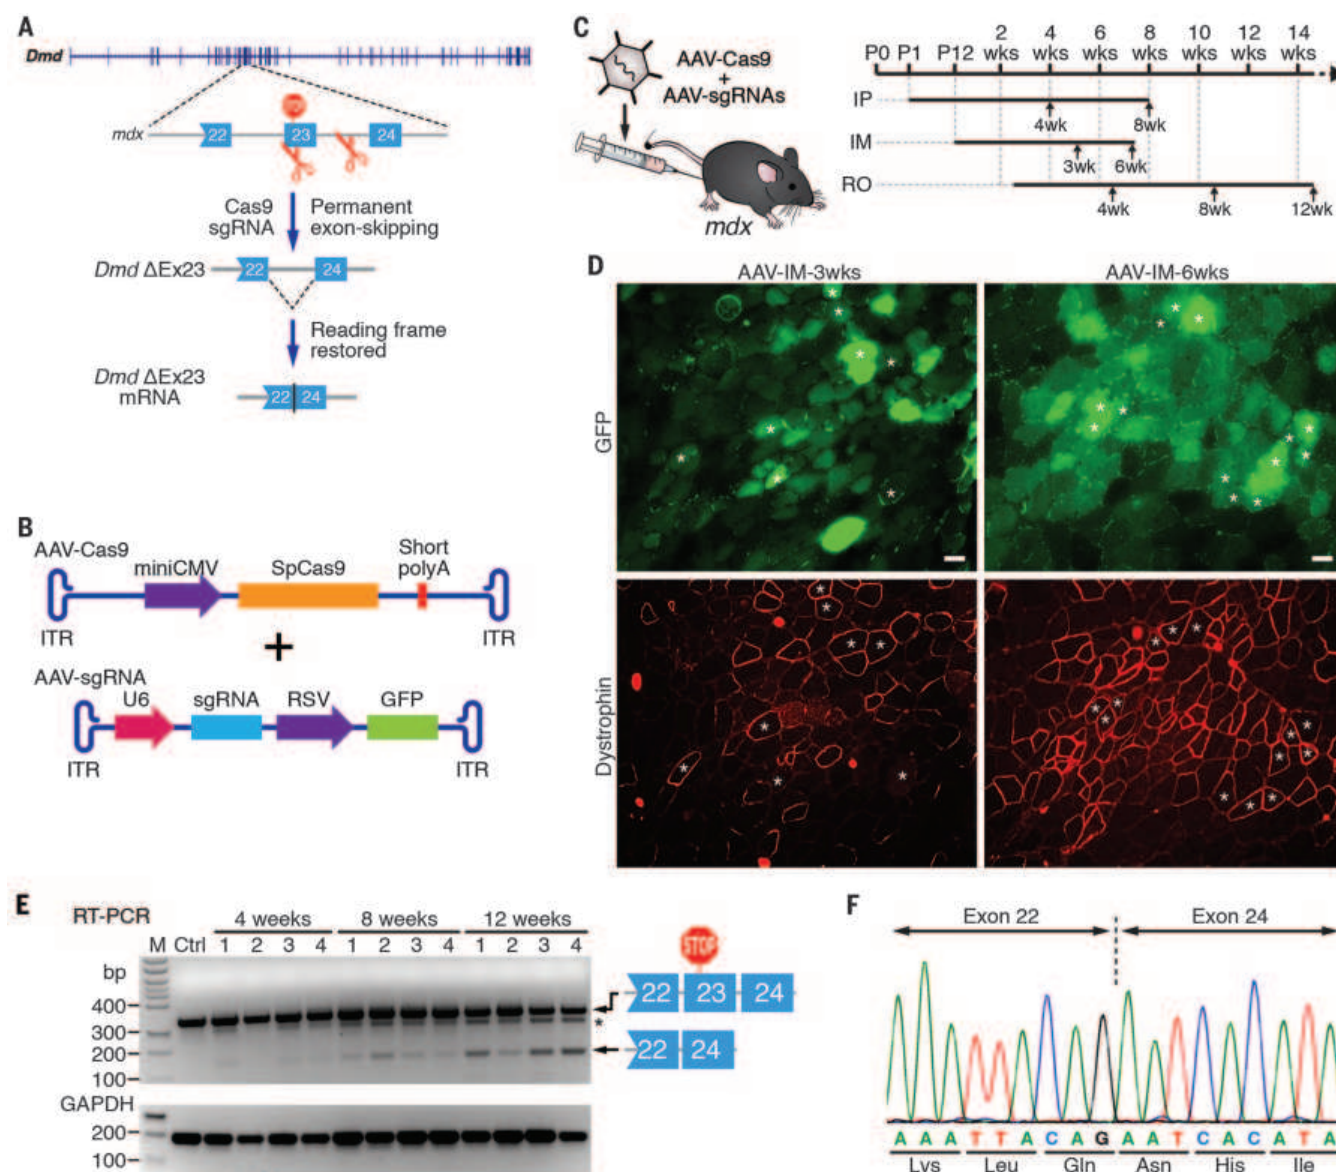 A
Dmd
STOP
mdx
22
23
24
Cas9
sgRNA
Permanent
exon-skipping
Dmd ΔEx23
22
24
Reading frame
restored
Dmd ΔEx23
mRNA
22
24
B
AAV-Cas9
miniCMV
SpCas9
Short
polyA
ITR
ITR
+
AAV-sgRNA
U6
sgRNA
RSV
GFP
ITR
ITR
C
AAV-Cas9
+
AAV-sgRNAs
mdx
P0 P1 P12
2
wks
4
wks
6
wks
8
wks
10
wks
12
wks
14
wks
IP
4wk
8wk
IM
3wk
6wk
RO
4wk
8wk
12wk
D
AAV-IM-3wks
AAV-IM-6wks
GFP
Dystrophin
E
RT-PCR
4 weeks
8 weeks
12 weeks
M Ctrl 1 2 3 4 1 2 3 4 1 2 3 4
bp
400
300
200
100
*
STOP
22 23 24
22 24
GAPDH
200
100
F
Exon 22
Exon 24
A A A T T A C A G A A T C A C A T A
Lys Leu Gln Asn His Ile